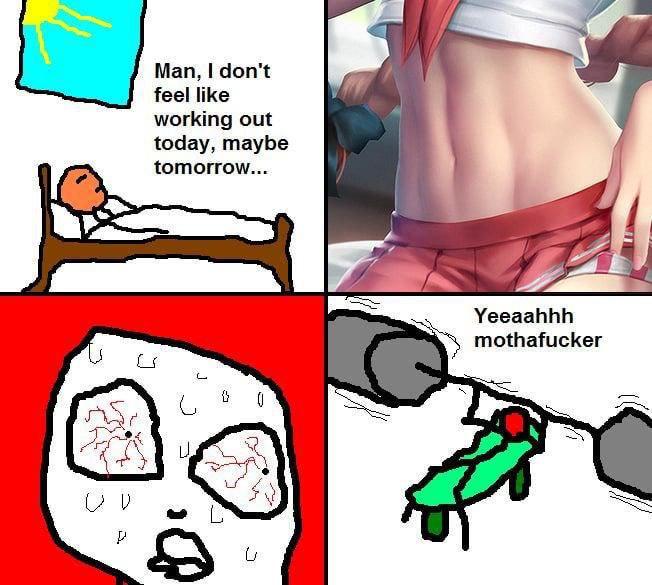 Man, I don't
feel like
working out
today, maybe
tomorrow...
Yeeaahhh
mothafucker